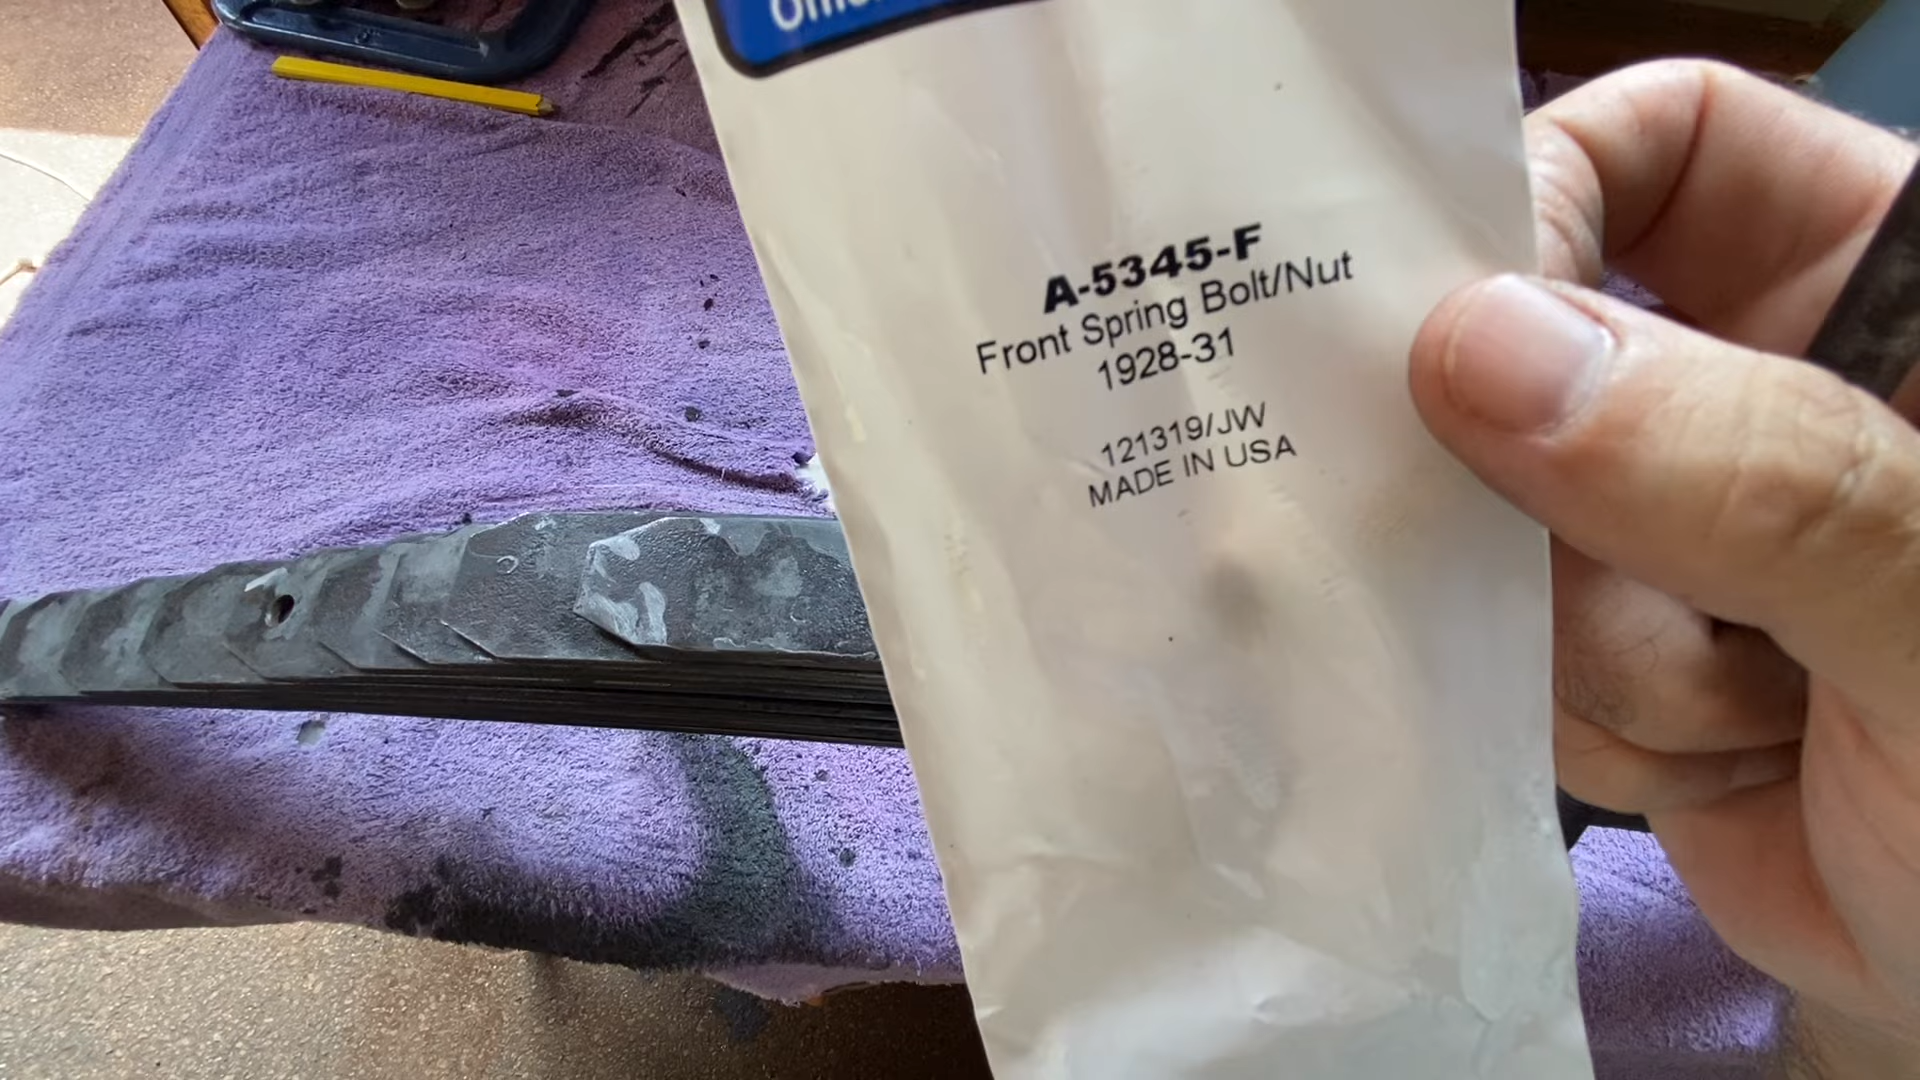 A-5345-F
Front Spring Bolt/Nut
1928-31
121319/JW
MADE IN USA